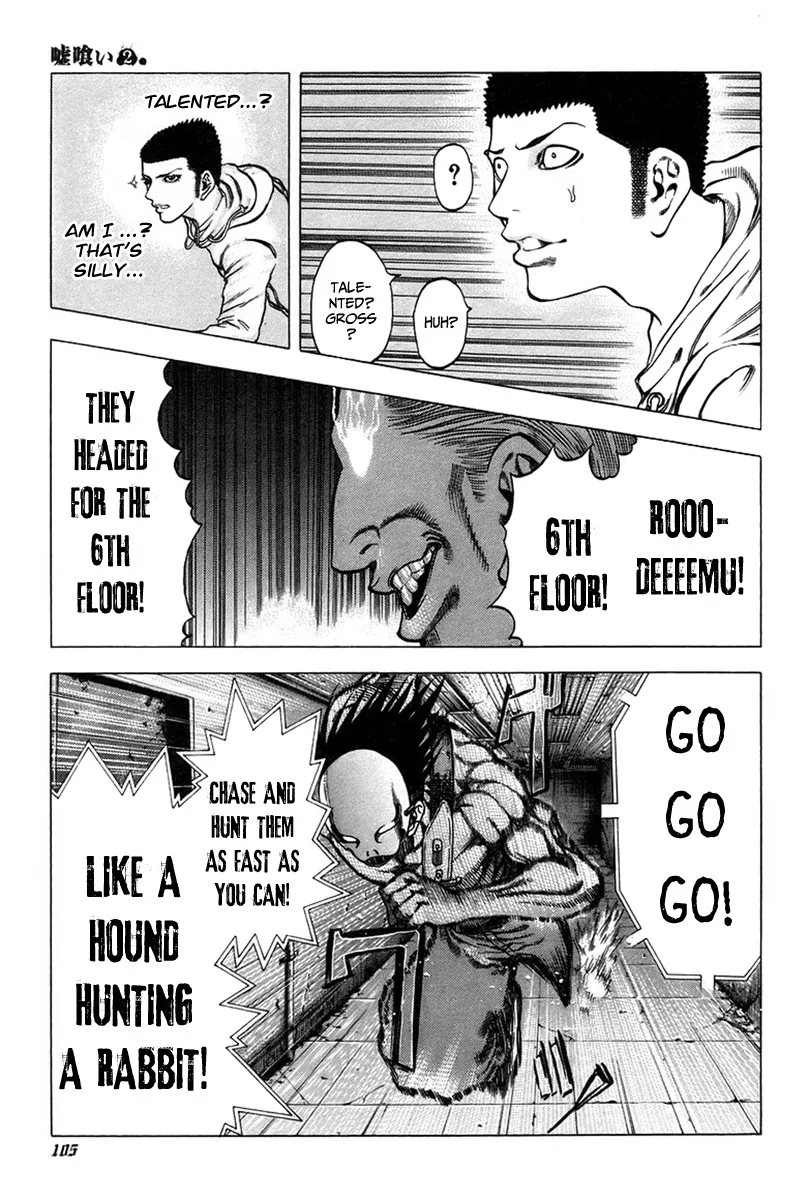 嘘喰い❷。
?
HUH?
TALE-
NTED?
GROSS
?
TALENTED...?
AM I ...?
THAT'S
SILLY...
ROOO-
DEEEEMU!
6TH
FLOOR!
THEY
HEADED
FOR THE
6TH
FLOOR!
GO
GO
GO!
CHASE AND
HUNT THEM
AS FAST AS
YOU CAN!
LIKE A
HOUND
HUNTING
A RABBIT!
105